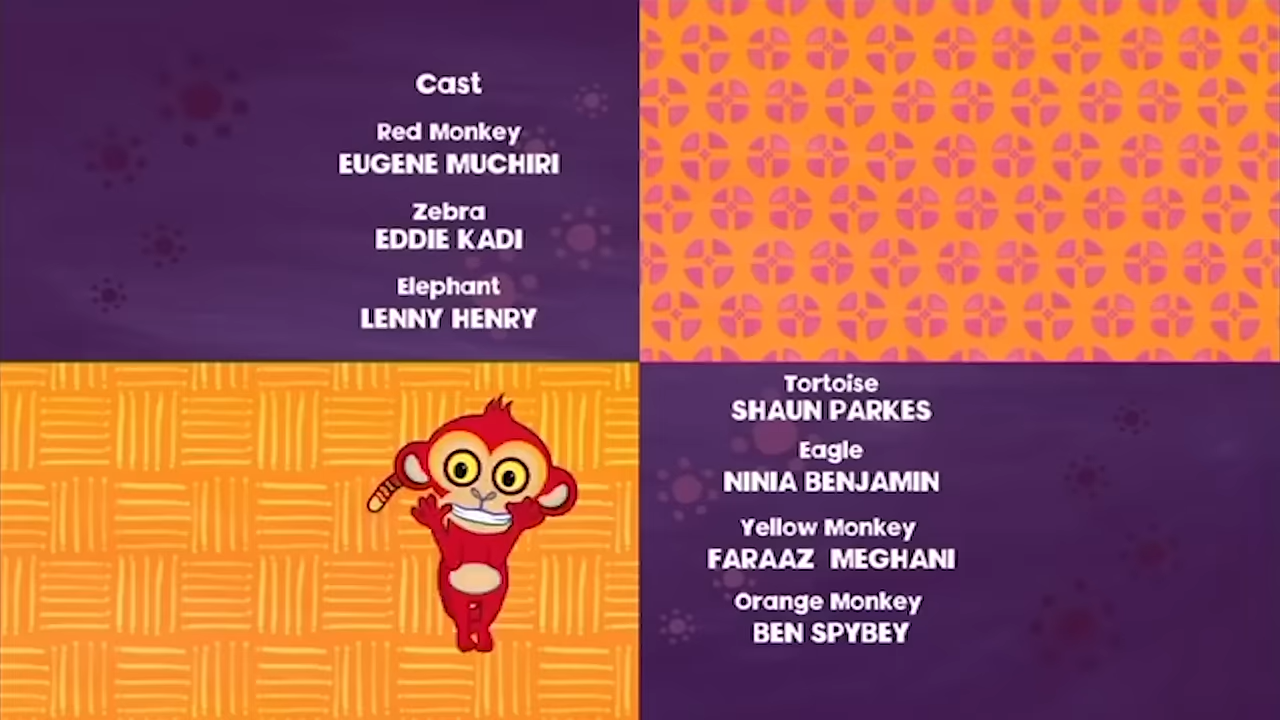 Cast
Red Monkey
EUGENE MUCHIRI
Zebra
EDDIE KADI
Elephant
LENNY HENRY
Tortoise
SHAUN PARKES
Eagle
NINIA BENJAMIN
Yellow Monkey
FARAAZ MEGHANI
Orange Monkey
BEN SPYBEY